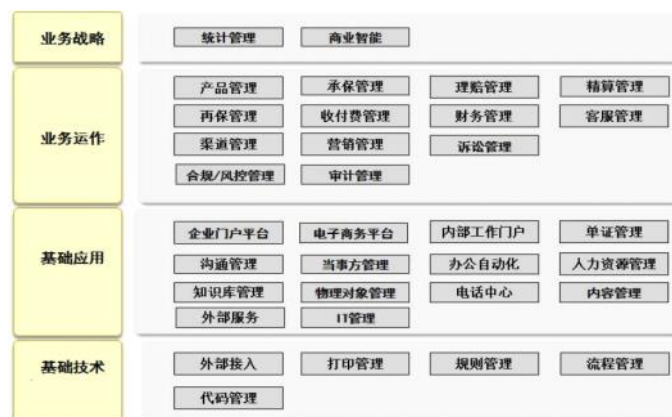 业务战略
统计管理 商业智能
业务运作
产品管理 承保管理 理赔管理 精算管理
再保管理 收付费管理 财务管理 客服管理
渠道管理 营销管理 诉讼管理
合规/风控管理 审计管理
基础应用
企业门户平台 电子商务平台 内部工作门户 单证管理
沟通管理 当事方管理 办公自动化 人力资源管理
知识库管理 物理对象管理 电话中心 内容管理
外部服务 IT管理
基础技术
外部接入 打印管理 规则管理 流程管理
代码管理